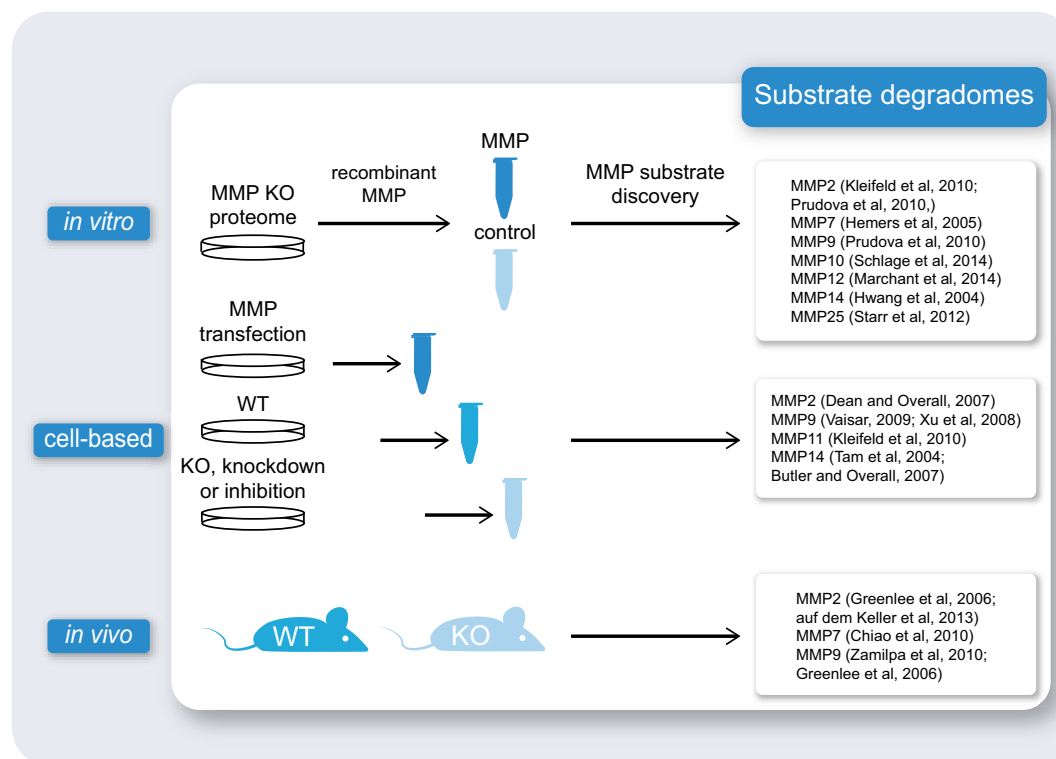 Substrate degradomes
in vitro
MMP KO
proteome
recombinant
MMP
MMP
control
MMP substrate
discovery
MMP2 (Kleifeld et al, 2010;
Prudova et al, 2010,)
MMP7 (Hemers et al, 2005)
MMP9 (Prudova et al, 2010)
MMP10 (Schlage et al, 2014)
MMP12 (Marchant et al, 2014)
MMP14 (Hwang et al, 2004)
MMP25 (Starr et al, 2012)
cell-based
MMP
transfection
WT
KO, knockdown
or inhibition
MMP2 (Dean and Overall, 2007)
MMP9 (Vaisar, 2009; Xu et al, 2008)
MMP11 (Kleifeld et al, 2010)
MMP14 (Tam et al, 2004;
Butler and Overall, 2007)
in vivo
WT
KO
MMP2 (Greenlee et al, 2006;
auf dem Keller et al, 2013)
MMP7 (Chiao et al, 2010)
MMP9 (Zamilpa et al, 2010;
Greenlee et al, 2006)